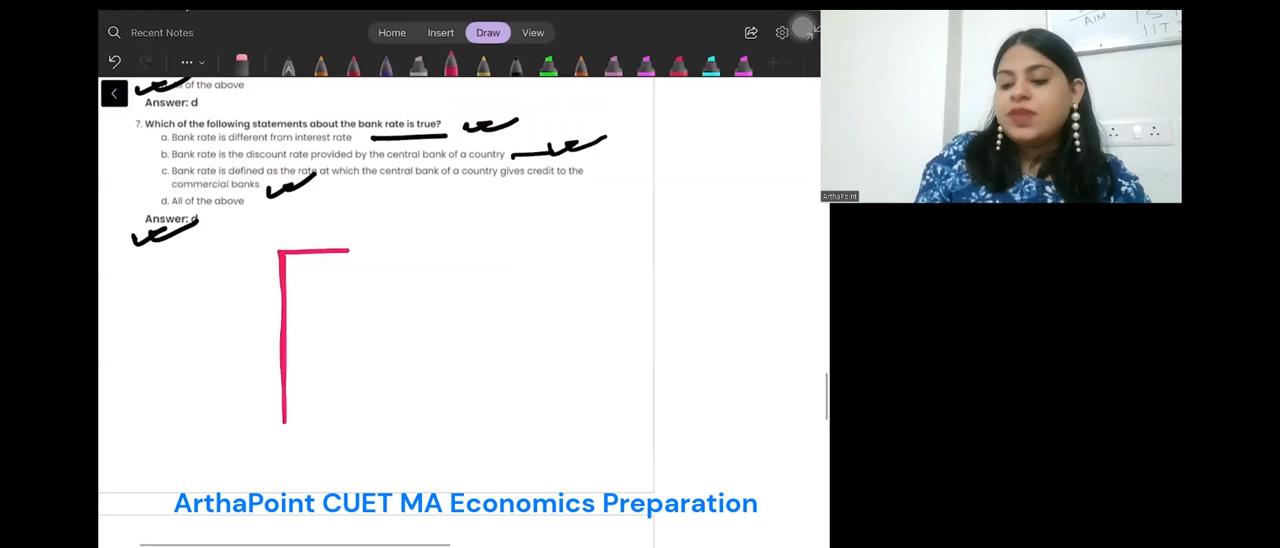 Recent Notes
Home Insert Draw View
of the above
Answer: d
7. Which of the following statements about the bank rate is true?
a. Bank rate is different from interest rate
b. Bank rate is the discount rate provided by the central bank of a country
c. Bank rate is defined as the rate at which the central bank of a country gives credit to the
commercial banks
d. All of the above
Answer: d
AIM
IIT
ArthaPoint
ArthaPoint CUET MA Economics Preparation